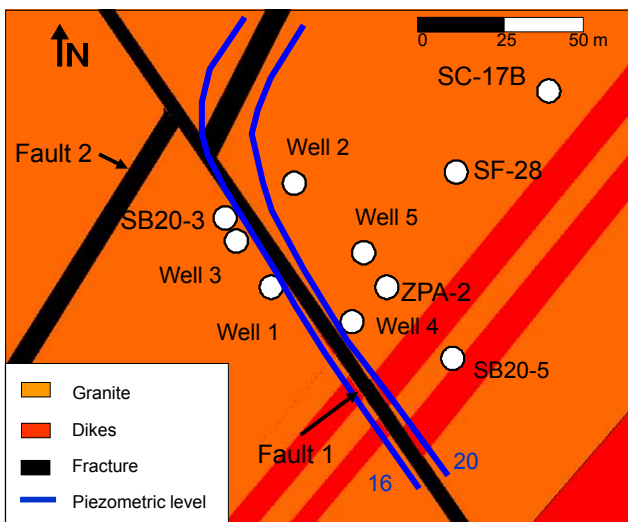 N
0 25 50 m
SC-17B
Fault 2
Well 2
SF-28
SB20-3
Well 5
Well 3
ZPA-2
Well 1
Well 4
SB20-5
Granite
Dikes
Fault 1
20
Fracture
16
Piezometric level